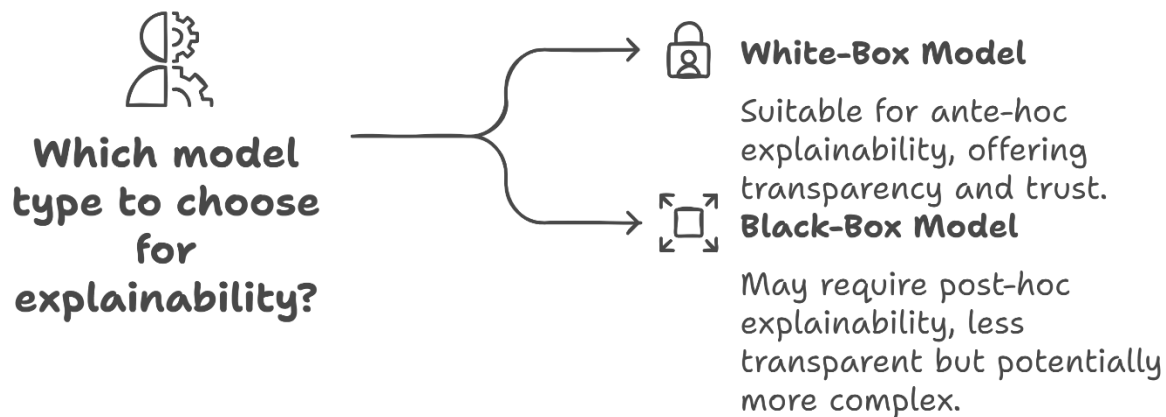 Which model
type to choose
for
explainability?
White-Box Model
Suitable for ante-hoc
explainability, offering
transparency and trust.
Black-Box Model
May require post-hoc
explainability, less
transparent but potentially
more complex.